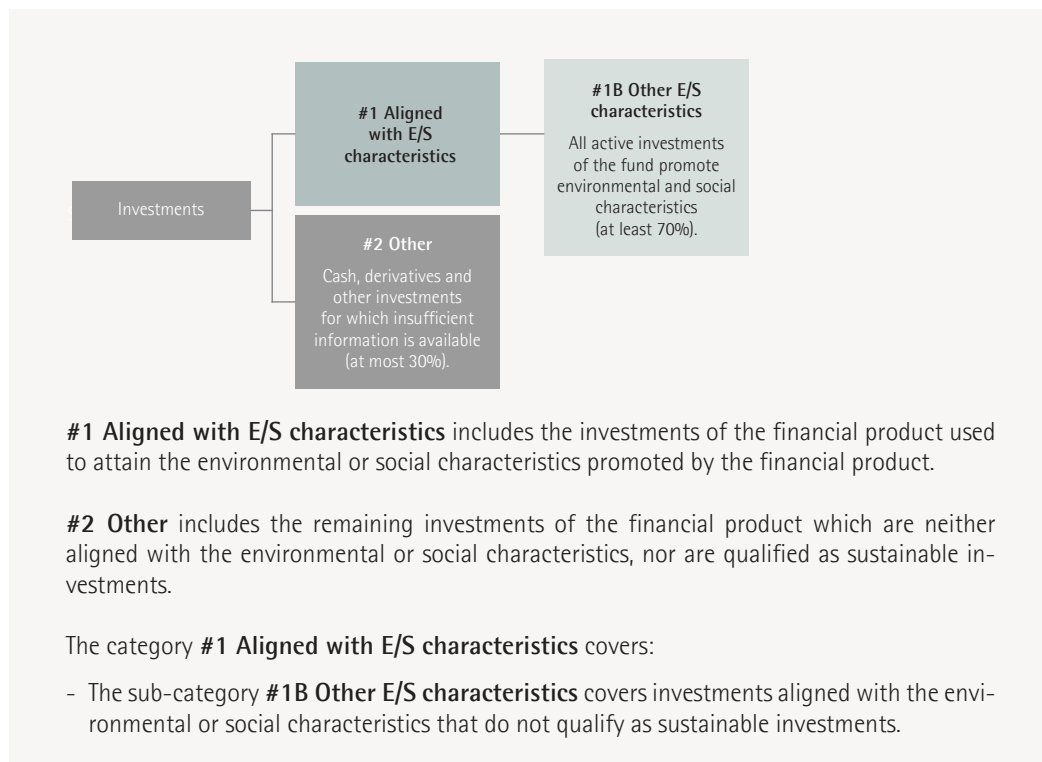 Investments
#1 Aligned
with E/S
characteristics
#1B Other E/S
characteristics
All active investments
of the fund promote
environmental and social
characteristics
(at least 70%).
#2 Other
Cash, derivatives and
other investments
for which insufficient
information is available
(at most 30%).
#1 Aligned with E/S characteristics includes the investments of the financial product used
to attain the environmental or social characteristics promoted by the financial product.
#2 Other includes the remaining investments of the financial product which are neither
aligned with the environmental or social characteristics, nor are qualified as sustainable in-
vestments.
The category #1 Aligned with E/S characteristics covers:
- The sub-category #1B Other E/S characteristics covers investments aligned with the envi-
ronmental or social characteristics that do not qualify as sustainable investments.